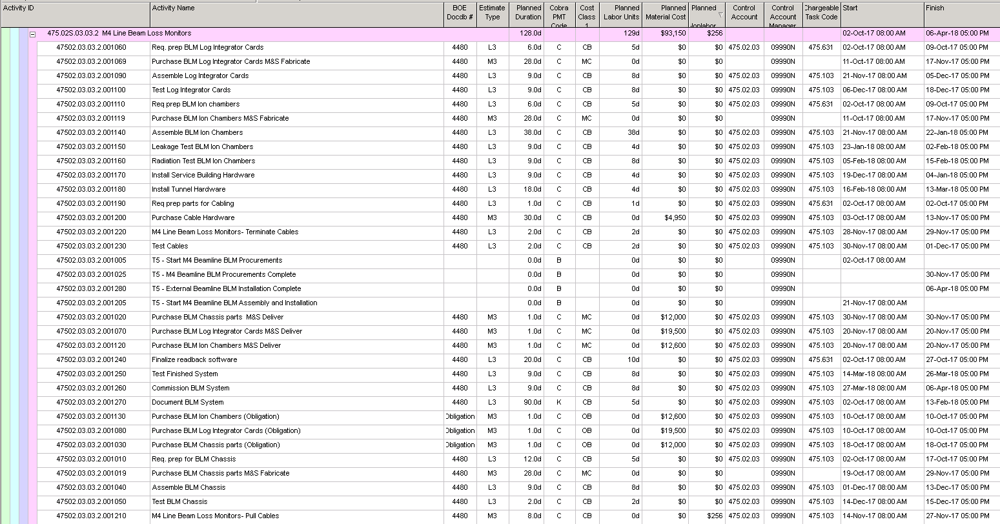 Activity ID Activity Name BOE Docdb # Estimate Type Planned Duration Cobra PMT Code Cost Class 1 Planned Labor Units Planned Material Cost Planned Nonlabor Control Account Control Account Manager Chargeable Task Code Start Finish
475.02S.03.03.2 M4 Line Beam Loss Monitors 128.0d 129d $93,150 $256 02-Oct-17 08:00 AM 06-Apr-18 05:00 PM
47502.03.03.2.001060 Req. prep BLM Log Integrator Cards 4480 L3 6.0d C CB 5d $0 $0 475.02.03 09990N 475.631 02-Oct-17 08:00 AM 09-Oct-17 05:00 PM
47502.03.03.2.001069 Purchase BLM Log Integrator Cards M&S Fabricate 4480 M3 28.0d C MC 0d $0 $0 09990N 11-Oct-17 08:00 AM 17-Nov-17 05:00 PM
47502.03.03.2.001090 Assemble Log Integrator Cards 4480 L3 9.0d C CB 8d $0 $0 475.02.03 09990N 475.103 21-Nov-17 08:00 AM 05-Dec-17 05:00 PM
47502.03.03.2.001100 Test Log Integrator Cards 4480 L3 9.0d C CB 8d $0 $0 475.02.03 09990N 475.103 06-Dec-17 08:00 AM 18-Dec-17 05:00 PM
47502.03.03.2.001110 Req prep BLM Ion chambers 4480 L3 6.0d C CB 5d $0 $0 475.02.03 09990N 475.631 02-Oct-17 08:00 AM 09-Oct-17 05:00 PM
47502.03.03.2.001119 Purchase BLM Ion Chambers M&S Fabricate 4480 M3 28.0d C MC 0d $0 $0 09990N 11-Oct-17 08:00 AM 17-Nov-17 05:00 PM
47502.03.03.2.001140 Assemble BLM Ion Chambers 4480 L3 38.0d C CB 38d $0 $0 475.02.03 09990N 475.103 21-Nov-17 08:00 AM 22-Jan-18 05:00 PM
47502.03.03.2.001150 Leakage Test BLM Ion Chambers 4480 L3 9.0d C CB 4d $0 $0 475.02.03 09990N 475.103 23-Jan-18 08:00 AM 02-Feb-18 05:00 PM
47502.03.03.2.001160 Radiation Test BLM Ion Chambers 4480 L3 9.0d C CB 8d $0 $0 475.02.03 09990N 475.103 05-Feb-18 08:00 AM 15-Feb-18 05:00 PM
47502.03.03.2.001170 Install Service Building Hardware 4480 L3 9.0d C CB 4d $0 $0 475.02.03 09990N 475.103 19-Dec-17 08:00 AM 04-Jan-18 05:00 PM
47502.03.03.2.001180 Install Tunnel Hardware 4480 L3 18.0d C CB 4d $0 $0 475.02.03 09990N 475.103 16-Feb-18 08:00 AM 13-Mar-18 05:00 PM
47502.03.03.2.001190 Req prep parts for Cabling 4480 L3 1.0d C CB 1d $0 $0 475.02.03 09990N 475.631 02-Oct-17 08:00 AM 02-Oct-17 05:00 PM
47502.03.03.2.001200 Purchase Cable Hardware 4480 M3 30.0d C CB 0d $4,950 $0 475.02.03 09990N 475.103 03-Oct-17 08:00 AM 13-Nov-17 05:00 PM
47502.03.03.2.001220 M4 Line Beam Loss Monitors- Terminate Cables 4480 L3 2.0d C CB 2d $0 $0 475.02.03 09990N 475.103 28-Nov-17 08:00 AM 29-Nov-17 05:00 PM
47502.03.03.2.001230 Test Cables 4480 L3 2.0d C CB 2d $0 $0 475.02.03 09990N 475.103 30-Nov-17 08:00 AM 01-Dec-17 05:00 PM
47502.03.03.2.001005 T5 - Start M4 Beamline BLM Procurements 0.0d B 0d $0 $0 09990N 02-Oct-17 08:00 AM
47502.03.03.2.001025 T5 - M4 Beamline BLM Procurements Complete 0.0d B 0d $0 $0 09990N 30-Nov-17 05:00 PM
47502.03.03.2.001280 T5 - External Beamline BLM Installation Complete 0.0d B 0d $0 $0 09990N 06-Apr-18 05:00 PM
47502.03.03.2.001205 T5 - Start M4 Beamline BLM Assembly and Installation 0.0d B 0d $0 $0 09990N 21-Nov-17 08:00 AM
47502.03.03.2.001020 Purchase BLM Chassis parts M&S Deliver 4480 M3 1.0d C MC 0d $12,000 $0 475.02.03 09990N 475.103 30-Nov-17 08:00 AM 30-Nov-17 05:00 PM
47502.03.03.2.001070 Purchase BLM Log Integrator Cards M&S Deliver 4480 M3 1.0d C MC 0d $19,500 $0 475.02.03 09990N 475.103 20-Nov-17 08:00 AM 20-Nov-17 05:00 PM
47502.03.03.2.001120 Purchase BLM Ion Chambers M&S Deliver 4480 M3 1.0d C MC 0d $12,600 $0 475.02.03 09990N 475.103 20-Nov-17 08:00 AM 20-Nov-17 05:00 PM
47502.03.03.2.001240 Finalize readback software 4480 L3 20.0d C CB 10d $0 $0 475.02.03 09990N 475.631 02-Oct-17 08:00 AM 27-Oct-17 05:00 PM
47502.03.03.2.001250 Test Finished System 4480 L3 9.0d C CB 8d $0 $0 475.02.03 09990N 475.103 14-Mar-18 08:00 AM 26-Mar-18 05:00 PM
47502.03.03.2.001260 Commission BLM System 4480 L3 9.0d C CB 8d $0 $0 475.02.03 09990N 475.103 27-Mar-18 08:00 AM 06-Apr-18 05:00 PM
47502.03.03.2.001270 Document BLM System 4480 L3 90.0d K CB 5d $0 $0 475.02.03 09990N 475.103 02-Oct-17 08:00 AM 13-Feb-18 05:00 PM
47502.03.03.2.001130 Purchase BLM Ion Chambers (Obligation) Obligation M3 1.0d C OB 0d $12,600 $0 475.02.03 09990N 475.103 10-Oct-17 08:00 AM 10-Oct-17 05:00 PM
47502.03.03.2.001080 Purchase BLM Log Integrator Cards (Obligation) Obligation M3 1.0d C OB 0d $19,500 $0 475.02.03 09990N 475.103 10-Oct-17 08:00 AM 10-Oct-17 05:00 PM
47502.03.03.2.001030 Purchase BLM Chassis parts (Obligation) Obligation M3 1.0d C OB 0d $12,000 $0 475.02.03 09990N 475.103 18-Oct-17 08:00 AM 18-Oct-17 05:00 PM
47502.03.03.2.001010 Req. prep for BLM Chassis 4480 L3 12.0d C CB 5d $0 $0 475.02.03 09990N 475.103 02-Oct-17 08:00 AM 17-Oct-17 05:00 PM
47502.03.03.2.001019 Purchase BLM Chassis parts M&S Fabricate 4480 M3 28.0d C MC 0d $0 $0 09990N 19-Oct-17 08:00 AM 29-Nov-17 05:00 PM
47502.03.03.2.001040 Assemble BLM Chassis 4480 L3 9.0d C CB 8d $0 $0 475.02.03 09990N 475.103 01-Dec-17 08:00 AM 13-Dec-17 05:00 PM
47502.03.03.2.001050 Test BLM Chassis 4480 L3 2.0d C CB 2d $0 $0 475.02.03 09990N 475.103 14-Dec-17 08:00 AM 15-Dec-17 05:00 PM
47502.03.03.2.001210 M4 Line Beam Loss Monitors- Pull Cables 4480 M3 8.0d C CB 0d $0 $256 475.02.03 09990N 475.103 14-Nov-17 08:00 AM 27-Nov-17 05:00 PM